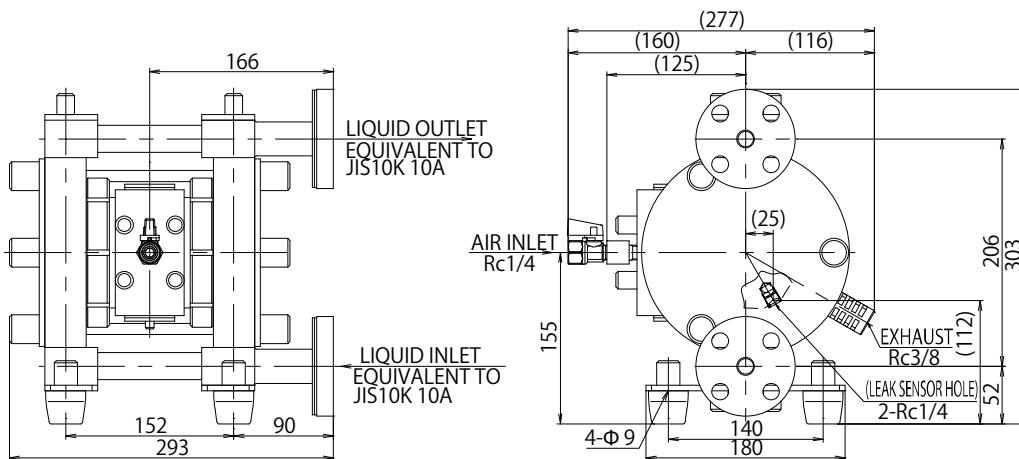 166
LIQUID OUTLET
EQUIVALENT TO
JIS10K 10A
LIQUID INLET
EQUIVALENT TO
JIS10K 10A
152
90
293
(277)
(160)
(116)
(125)
(25)
AIR INLET
Rc1/4
155
206
303
(112)
52
EXHAUST
Rc3/8
(LEAK SENSOR HOLE)
2-Rc1/4
4-Φ 9
140
180